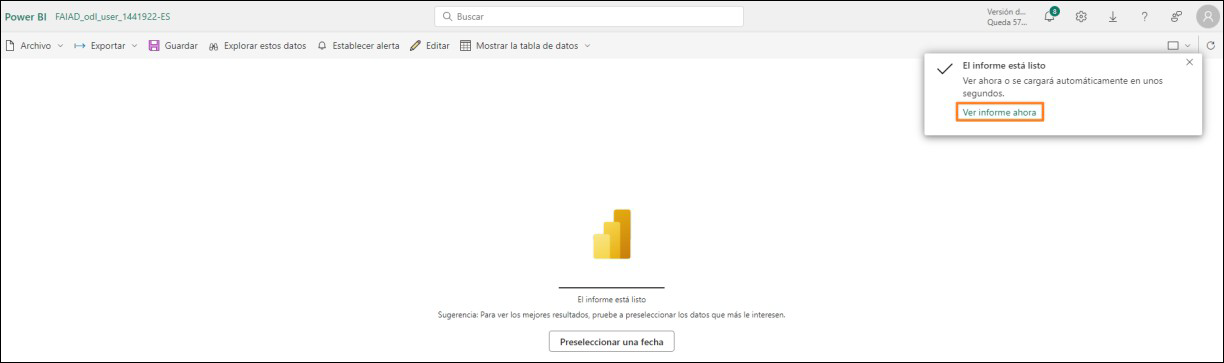 Power BI FAIAD_odl_user_1441922-ES
Buscar
Versión d...
Queda 57...
8
Archivo Exportar Guardar Explorar estos datos Establecer alerta Editar Mostrar la tabla de datos
El informe está listo
Ver ahora o se cargará automáticamente en unos
segundos.
Ver informe ahora
El informe está listo
Sugerencia: Para ver los mejores resultados, pruebe a preseleccionar los datos que más le interesen.
Preseleccionar una fecha